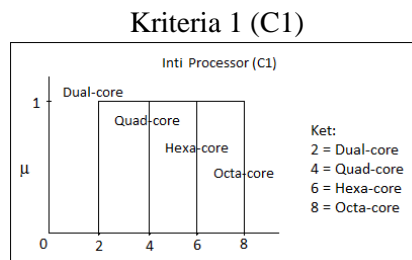 Kriteria 1 (C1)
Inti Processor (C1)
Dual-core
1
Quad-core
Hexa-core
Octa-core
μ
0
2
4
6
8
Ket:
2 = Dual-core
4 = Quad-core
6 = Hexa-core
8 = Octa-core